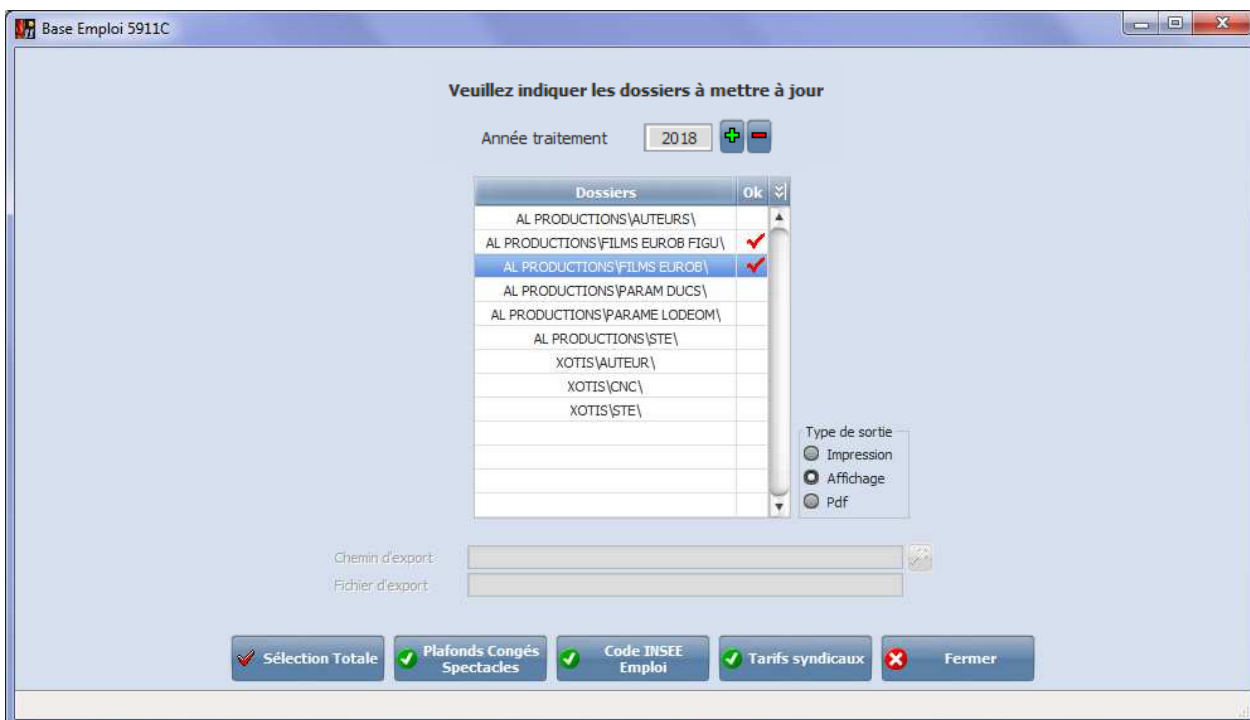 Base Emploi 5911C
Veuillez indiquer les dossiers à mettre à jour
Année traitement 2018
Dossiers Ok
AL PRODUCTIONS\AUTEURS\
AL PRODUCTIONS\FILMS EUROB FIGU\
AL PRODUCTIONS\FILMS EUROB\
AL PRODUCTIONS\PARAM DUCS\
AL PRODUCTIONS\PARAME LODEOM\
AL PRODUCTIONS\STE\
XOTIS\AUTEUR\
XOTIS\CNC\
XOTIS\STE\
Type de sortie
Impression
Affichage
Pdf
Chemin d'export
Fichier d'export
Sélection Totale
Plafonds Congés
Spectacles
Code INSEE
Emploi
Tarifs syndicaux
Fermer